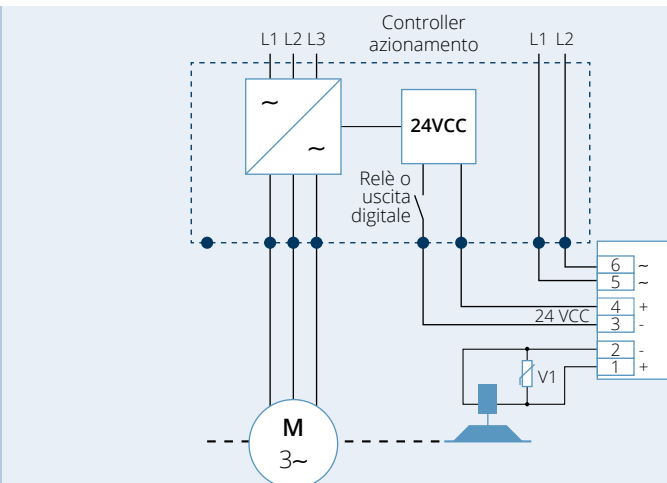 Controller
azionamento
L1 L2 L3
L1 L2
~
~
24VCC
Relè o
uscita
digitale
6 ~
5 ~
4 +
24 VCC
3 -
2 -
1 +
V1
M
3~